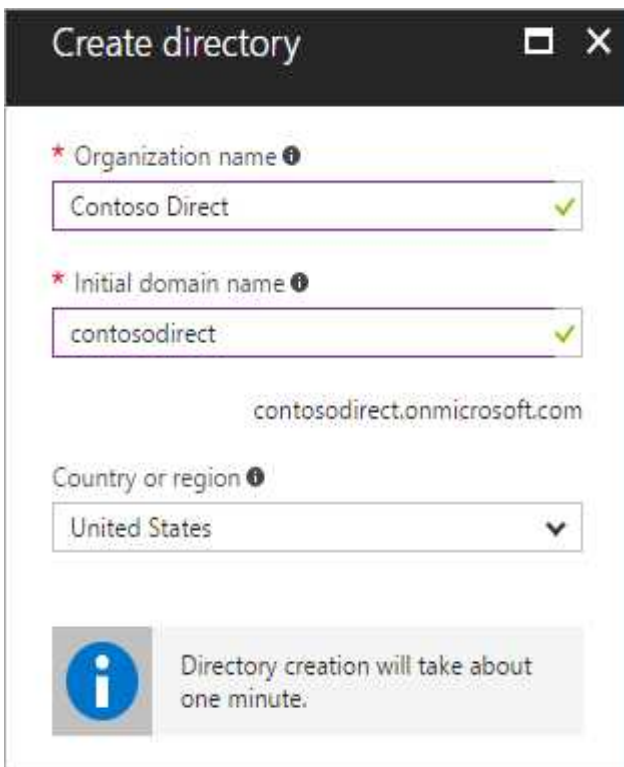 Create directory
* Organization name
Contoso Direct
* Initial domain name
contosodirect
contosodirect.onmicrosoft.com
Country or region
United States
Directory creation will take about
one minute.